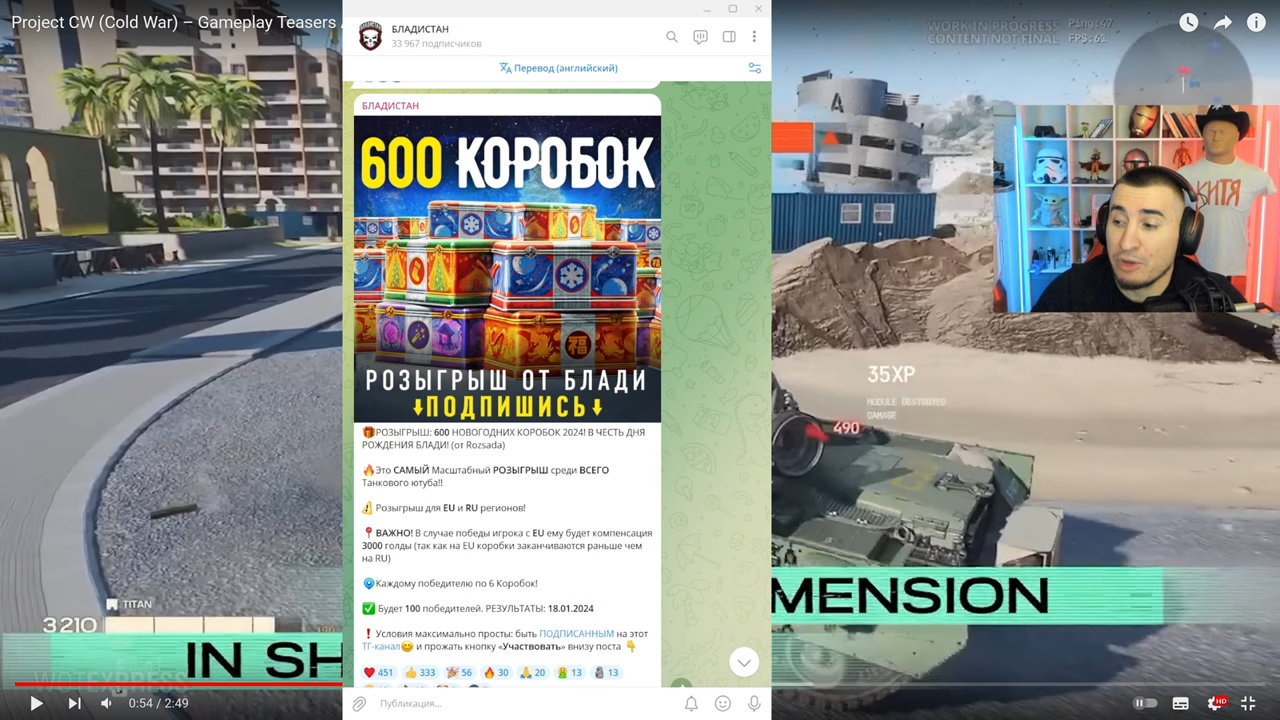 Project CW (Cold War) – Gameplay Teasers
БЛАДИСТАН
33 967 подписчиков
Перевод (английский)
БЛАДИСТАН
600 КОРОБОК
РОЗЫГРЫШ ОТ БЛАДИ
ПОДПИШИСЬ
🎁РОЗЫГРЫШ: 600 НОВОГОДНИХ КОРОБОК 2024! В ЧЕСТЬ ДНЯ
РОЖДЕНИЯ БЛАДИ! (от Rozsada)
🔥Это САМЫЙ Масштабный РОЗЫГРЫШ среди ВСЕГО
Танкового ютуба!!
⚠️ Розыгрыш для EU и RU регионов!
📍ВАЖНО! В случае победы игрока с EU ему будет компенсация
3000 голды (так как на EU коробки заканчиваются раньше чем
на RU)
Каждому победителю по 6 Коробок!
✅ Будет 100 победителей. РЕЗУЛЬТАТЫ: 18.01.2024
❗ Условия максимально просты: быть ПОДПИСАННЫМ на этот
ТГ-канал😊 и прожать кнопку «Участвовать» внизу поста 👇
451 333 56 30 20 13 13
Публикация...
WORK IN PROGRESS
CONTENT NOT FINAL
Ping:47
FPS:61
A
КИТЯ
35XP
MODULE DESTROYED
DAMAGE
490
TITAN
3210
IN SH
MENSION
0:54 / 2:49
HD